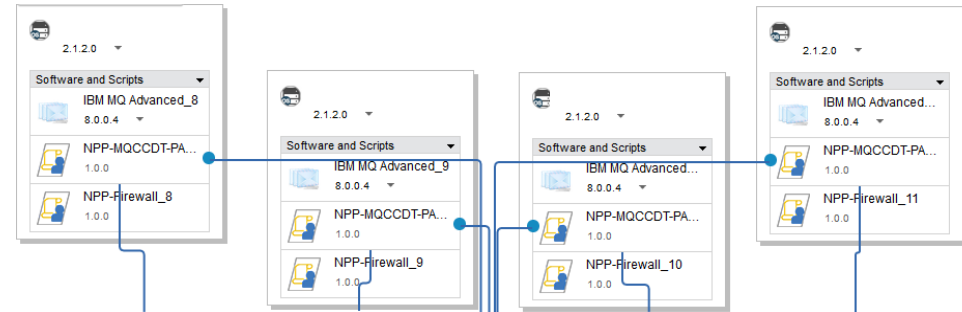 2.1.2.0
Software and Scripts
IBM MQ Advanced_8
8.0.0.4
NPP-MQCCDT-PA...
1.0.0
NPP-Firewall_8
1.0.0
2.1.2.0
Software and Scripts
IBM MQ Advanced_9
8.0.0.4
NPP-MQCCDT-PA...
1.0.0
NPP-Firewall_9
1.0.0
2.1.2.0
Software and Scripts
IBM MQ Advanced...
8.0.0.4
NPP-MQCCDT-PA...
1.0.0
NPP-Firewall_10
1.0.0
2.1.2.0
Software and Scripts
IBM MQ Advanced...
8.0.0.4
NPP-MQCCDT-PA...
1.0.0
NPP-Firewall_11
1.0.0